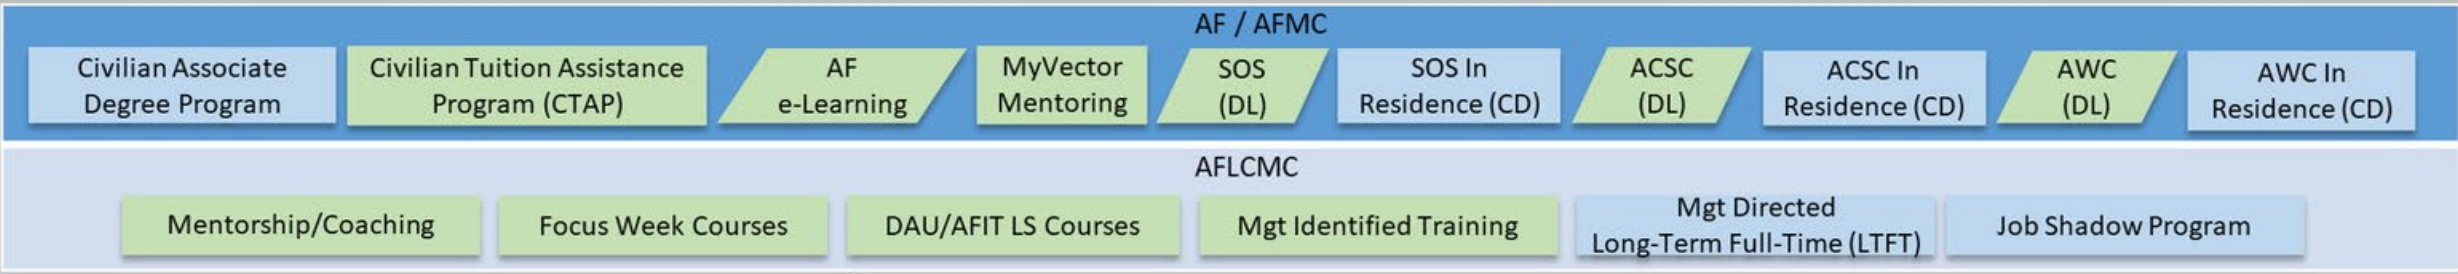 AF / AFMC
Civilian Associate
Degree Program
Civilian Tuition Assistance
Program (CTAP)
AF
e-Learning
MyVector
Mentoring
SOS
(DL)
SOS In
Residence (CD)
ACSC
(DL)
ACSC In
Residence (CD)
AWC
(DL)
AWC In
Residence (CD)
AFLCMC
Mentorship/Coaching
Focus Week Courses
DAU/AFIT LS Courses
Mgt Identified Training
Mgt Directed
Long-Term Full-Time (LTFT)
Job Shadow Program